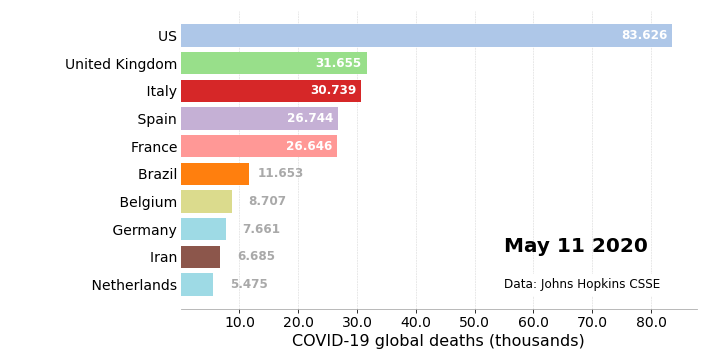 US 83.626
United Kingdom 31.655
Italy 30.739
Spain 26.744
France 26.646
Brazil 11.653
Belgium 8.707
Germany 7.661
Iran 6.685
Netherlands 5.475
May 11 2020
Data: Johns Hopkins CSSE
10.0 20.0 30.0 40.0 50.0 60.0 70.0 80.0
COVID-19 global deaths (thousands)